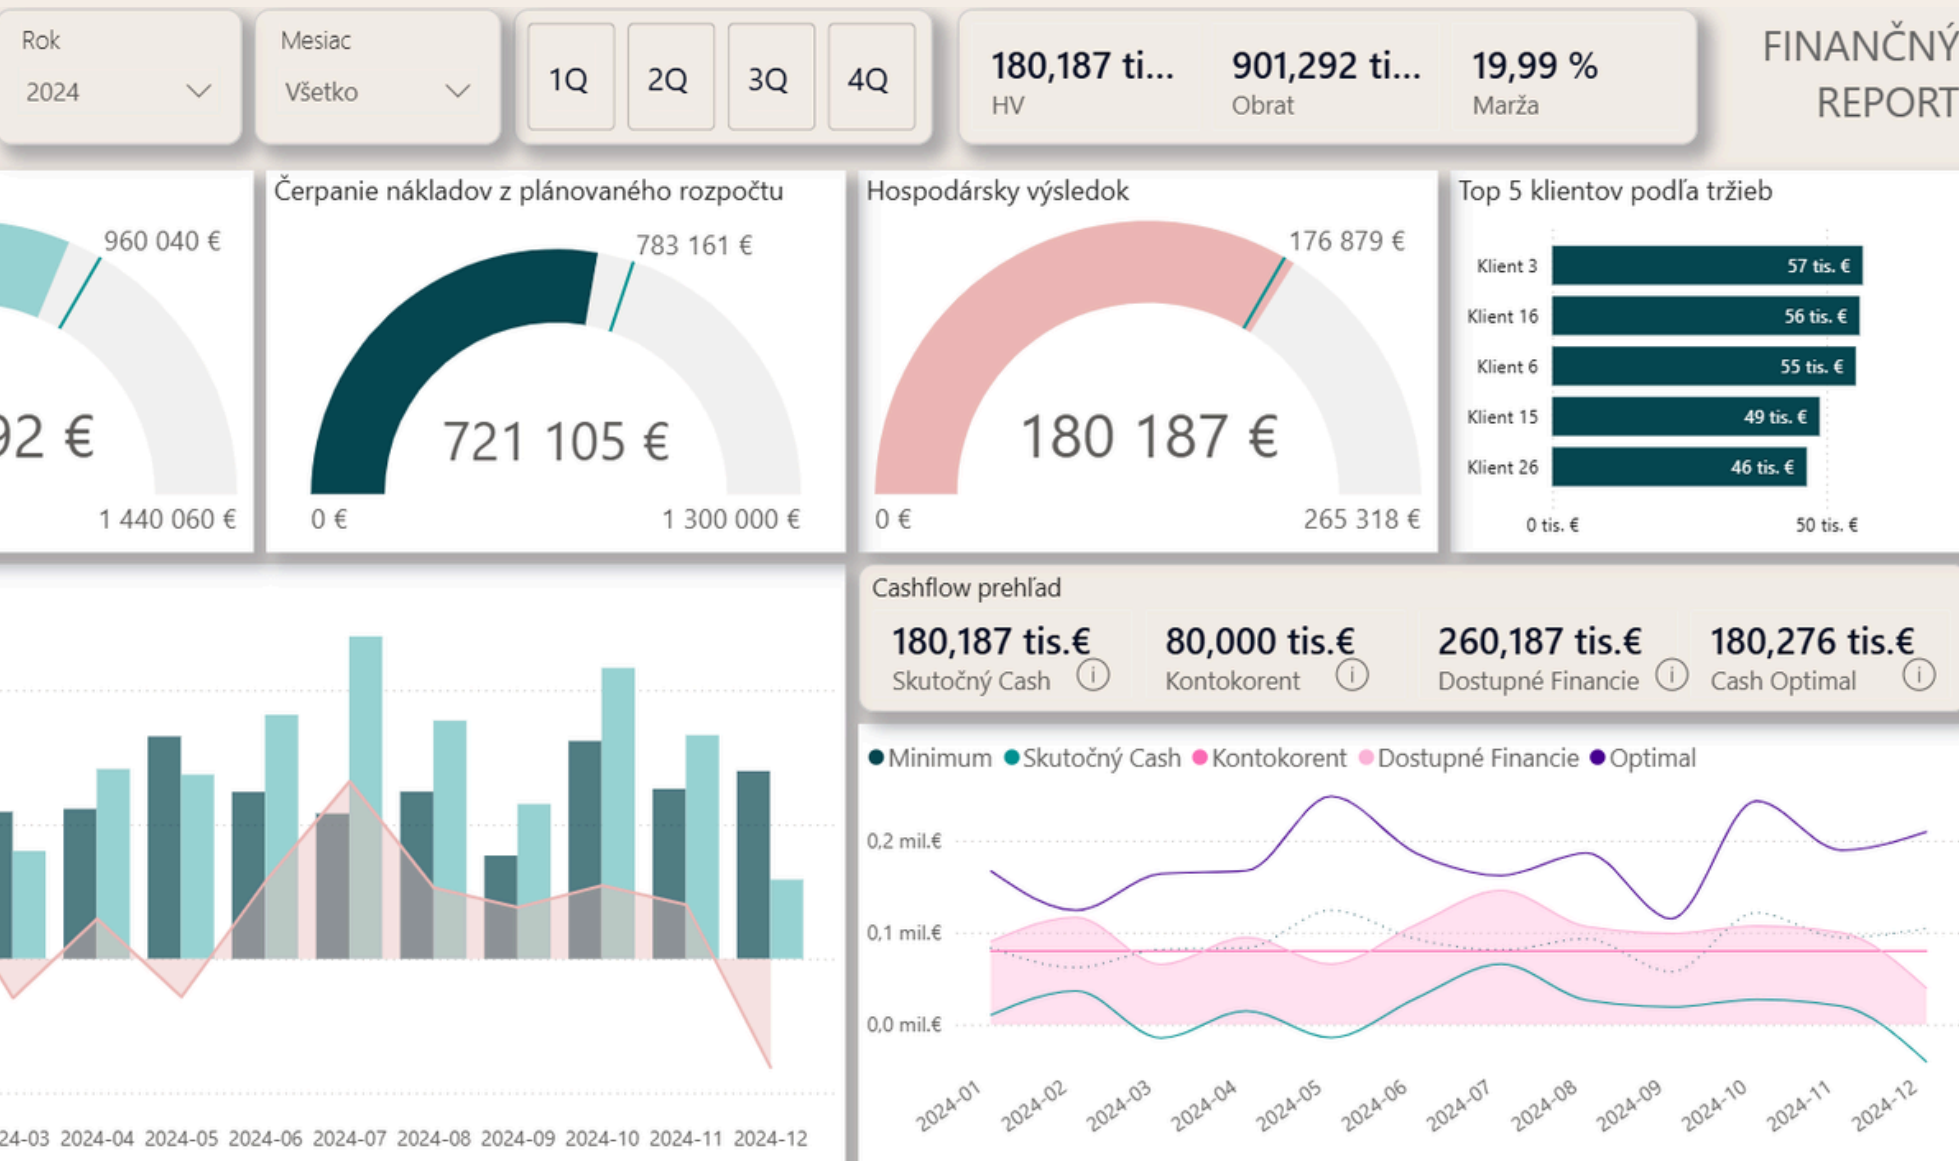 Rok
2024
Mesiac
Všetko
1Q 2Q 3Q 4Q
180,187 ti...
HV
901,292 ti...
Obrat
19,99 %
Marža
FINANČNÝ
REPORT
960 040 €
92 €
1 440 060 €
Čerpanie nákladov z plánovaného rozpočtu
783 161 €
721 105 €
0 €
1 300 000 €
Hospodársky výsledok
176 879 €
180 187 €
0 €
265 318 €
Top 5 klientov podľa tržieb
Klient 3 57 tis. €
Klient 16 56 tis. €
Klient 6 55 tis. €
Klient 15 49 tis. €
Klient 26 46 tis. €
0 tis. € 50 tis. €
24-03 2024-04 2024-05 2024-06 2024-07 2024-08 2024-09 2024-10 2024-11 2024-12
Cashflow prehľad
180,187 tis.€
Skutočný Cash
80,000 tis.€
Kontokorent
260,187 tis.€
Dostupné Financie
180,276 tis.€
Cash Optimal
Minimum Skutočný Cash Kontokorent Dostupné Financie Optimal
0,2 mil.€
0,1 mil.€
0,0 mil.€
2024-01 2024-02 2024-03 2024-04 2024-05 2024-06 2024-07 2024-08 2024-09 2024-10 2024-11 2024-12